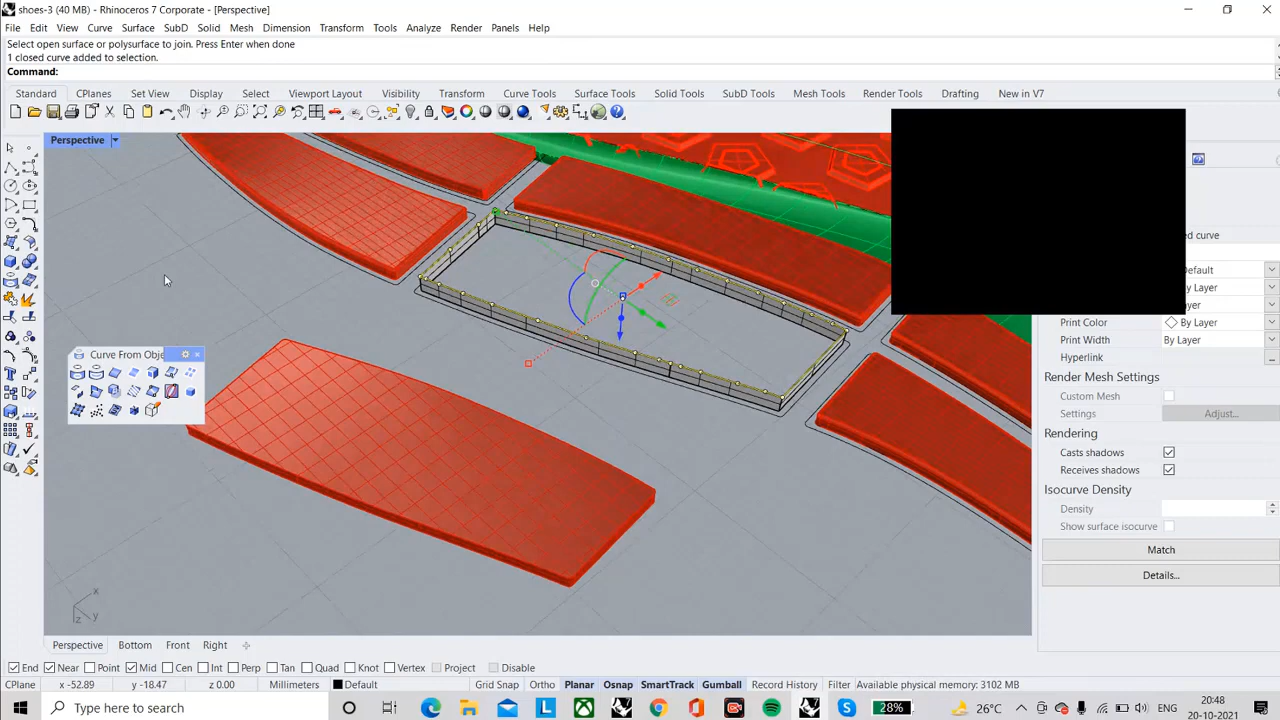 shoes-3 (40 MB) - Rhinoceros 7 Corporate - [Perspective]
File Edit View Curve Surface SubD Solid Mesh Dimension Transform Tools Analyze Render Panels Help
Select open surface or polysurface to join. Press Enter when done
1 closed curve added to selection.
Command:
Standard CPlanes Set View Display Select Viewport Layout Visibility Transform Curve Tools Surface Tools Solid Tools SubD Tools Mesh Tools Render Tools Drafting New in V7
Perspective
ed curve
Default
y Layer
yer
Print Color By Layer
Print Width By Layer
Hyperlink ...
Render Mesh Settings
Custom Mesh
Settings Adjust...
Rendering
Casts shadows
Receives shadows
Isocurve Density
Density
Show surface isocurve
Match
Details...
Curve From Obje
x
y
z
Perspective Bottom Front Right
End Near Point Mid Cen Int Perp Tan Quad Knot Vertex Project Disable
CPlane x -52.89 y -18.47 z 0.00 Millimeters Default Grid Snap Ortho Planar Osnap SmartTrack Gumball Record History Filter Available physical memory: 3102 MB
Type here to search
28%
26°C
ENG
20:48
20-10-2021